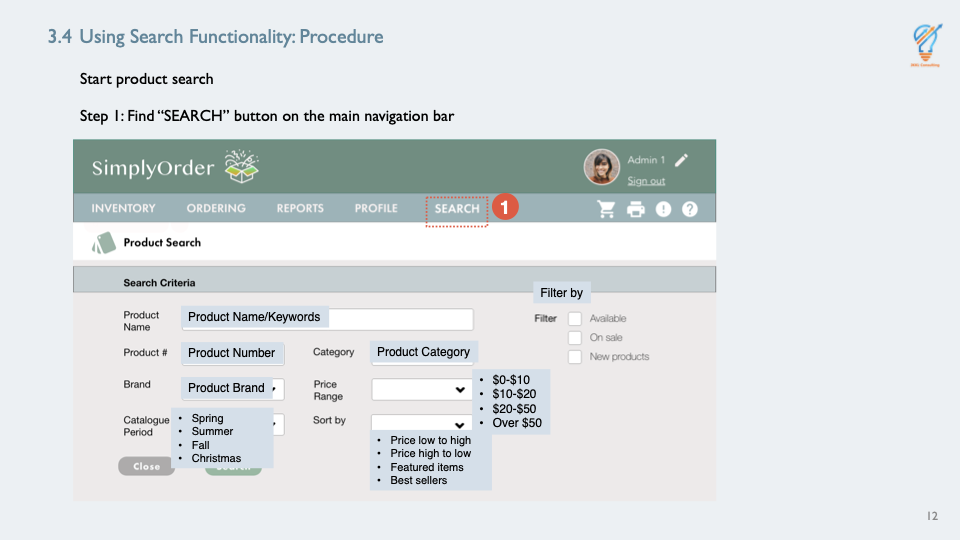 3.4 Using Search Functionality: Procedure
Start product search
Step 1: Find “SEARCH” button on the main navigation bar
SimplyOrder
Admin 1
Sign out
INVENTORY ORDERING REPORTS PROFILE SEARCH 1
Product Search
Search Criteria
Filter by
Product Name
Product Name/Keywords
Filter
Available
On sale
New products
Product #
Product Number
Category
Product Category
Brand
Product Brand
Price Range
• $0-$10
• $10-$20
• $20-$50
• Over $50
Catalogue Period
• Spring
• Summer
• Fall
• Christmas
Sort by
• Price low to high
• Price high to low
• Featured items
• Best sellers
Close
12